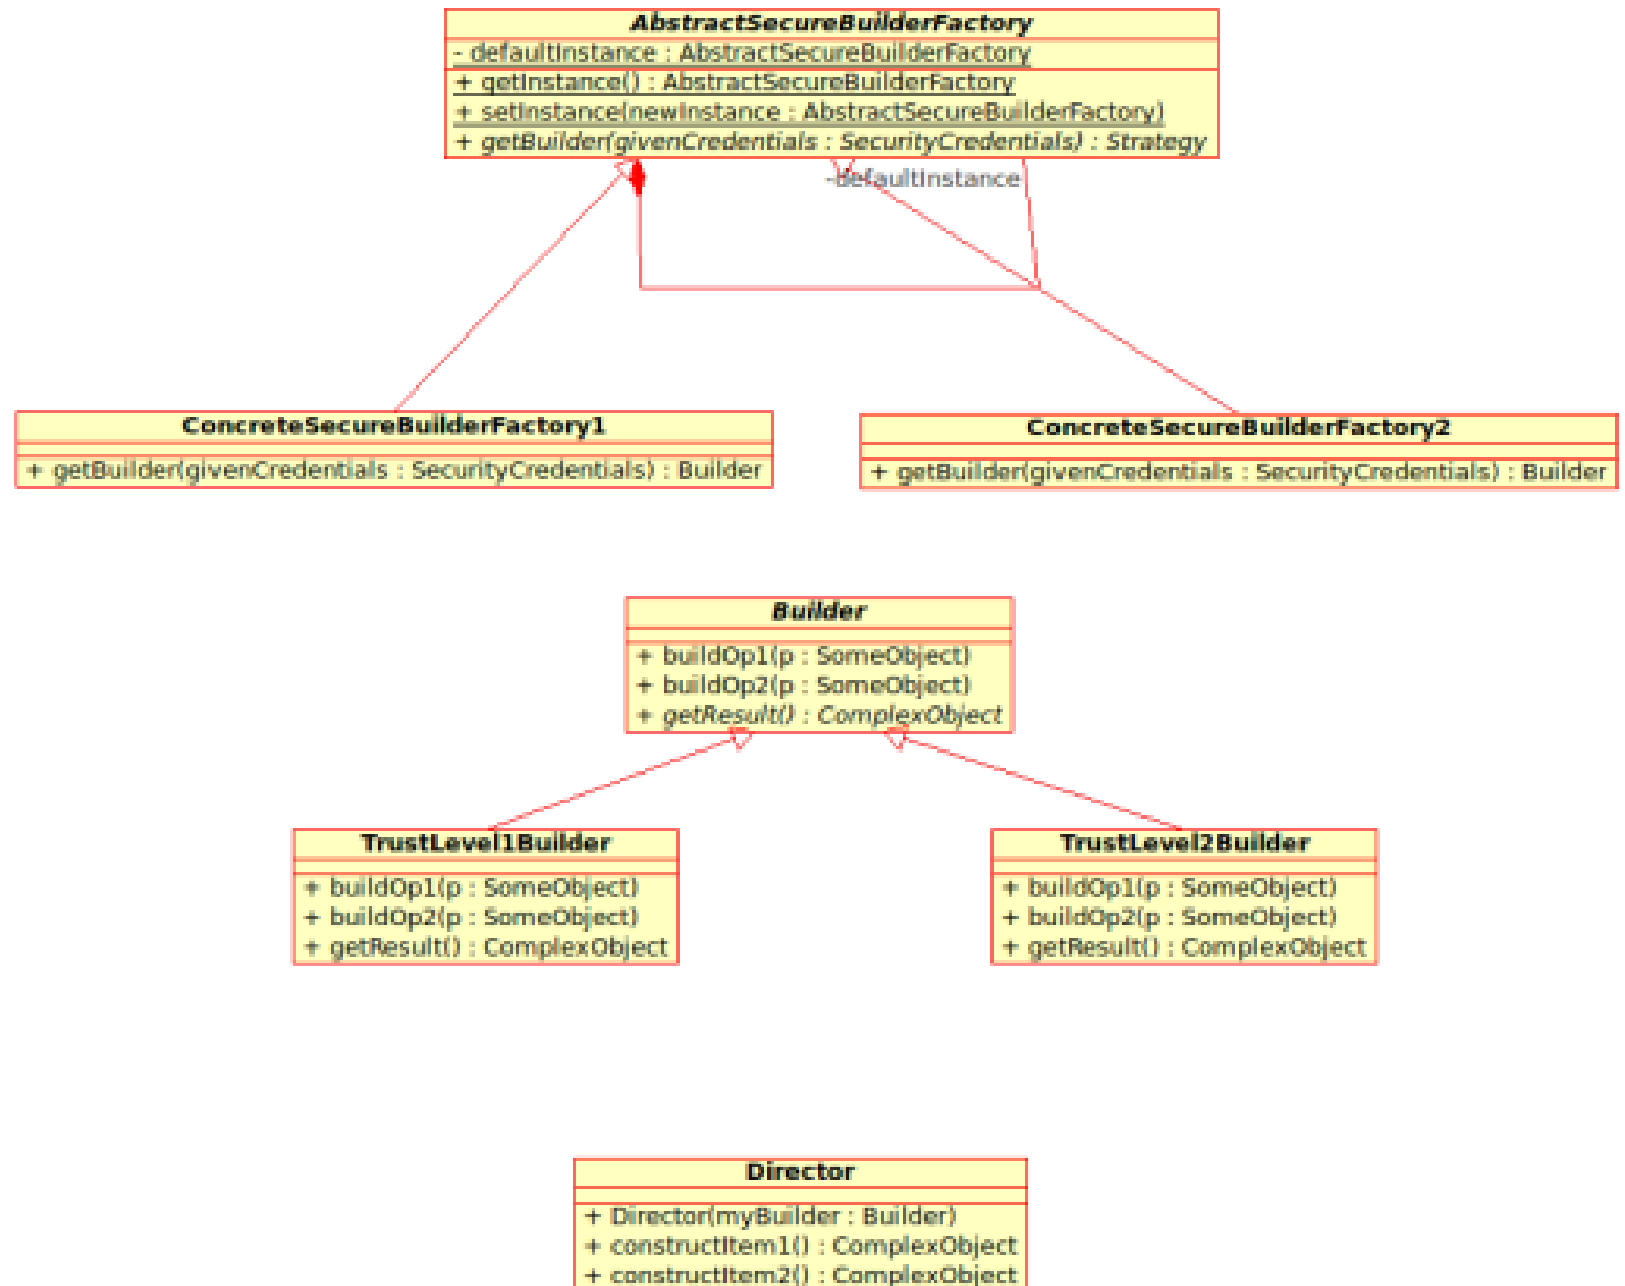 AbstractSecureBuilderFactory
- defaultInstance : AbstractSecureBuilderFactory
+ getInstance() : AbstractSecureBuilderFactory
+ setInstance(newInstance : AbstractSecureBuilderFactory)
+ getBuilder(givenCredentials : SecurityCredentials) : Strategy
-defaultInstance
ConcreteSecureBuilderFactory1
+ getBuilder(givenCredentials : SecurityCredentials) : Builder
ConcreteSecureBuilderFactory2
+ getBuilder(givenCredentials : SecurityCredentials) : Builder
Builder
+ buildOp1(p : SomeObject)
+ buildOp2(p : SomeObject)
+ getResult() : ComplexObject
TrustLevel1Builder
+ buildOp1(p : SomeObject)
+ buildOp2(p : SomeObject)
+ getResult() : ComplexObject
TrustLevel2Builder
+ buildOp1(p : SomeObject)
+ buildOp2(p : SomeObject)
+ getResult() : ComplexObject
Director
+ Director(myBuilder : Builder)
+ constructItem1() : ComplexObject
+ constructItem2() : ComplexObject